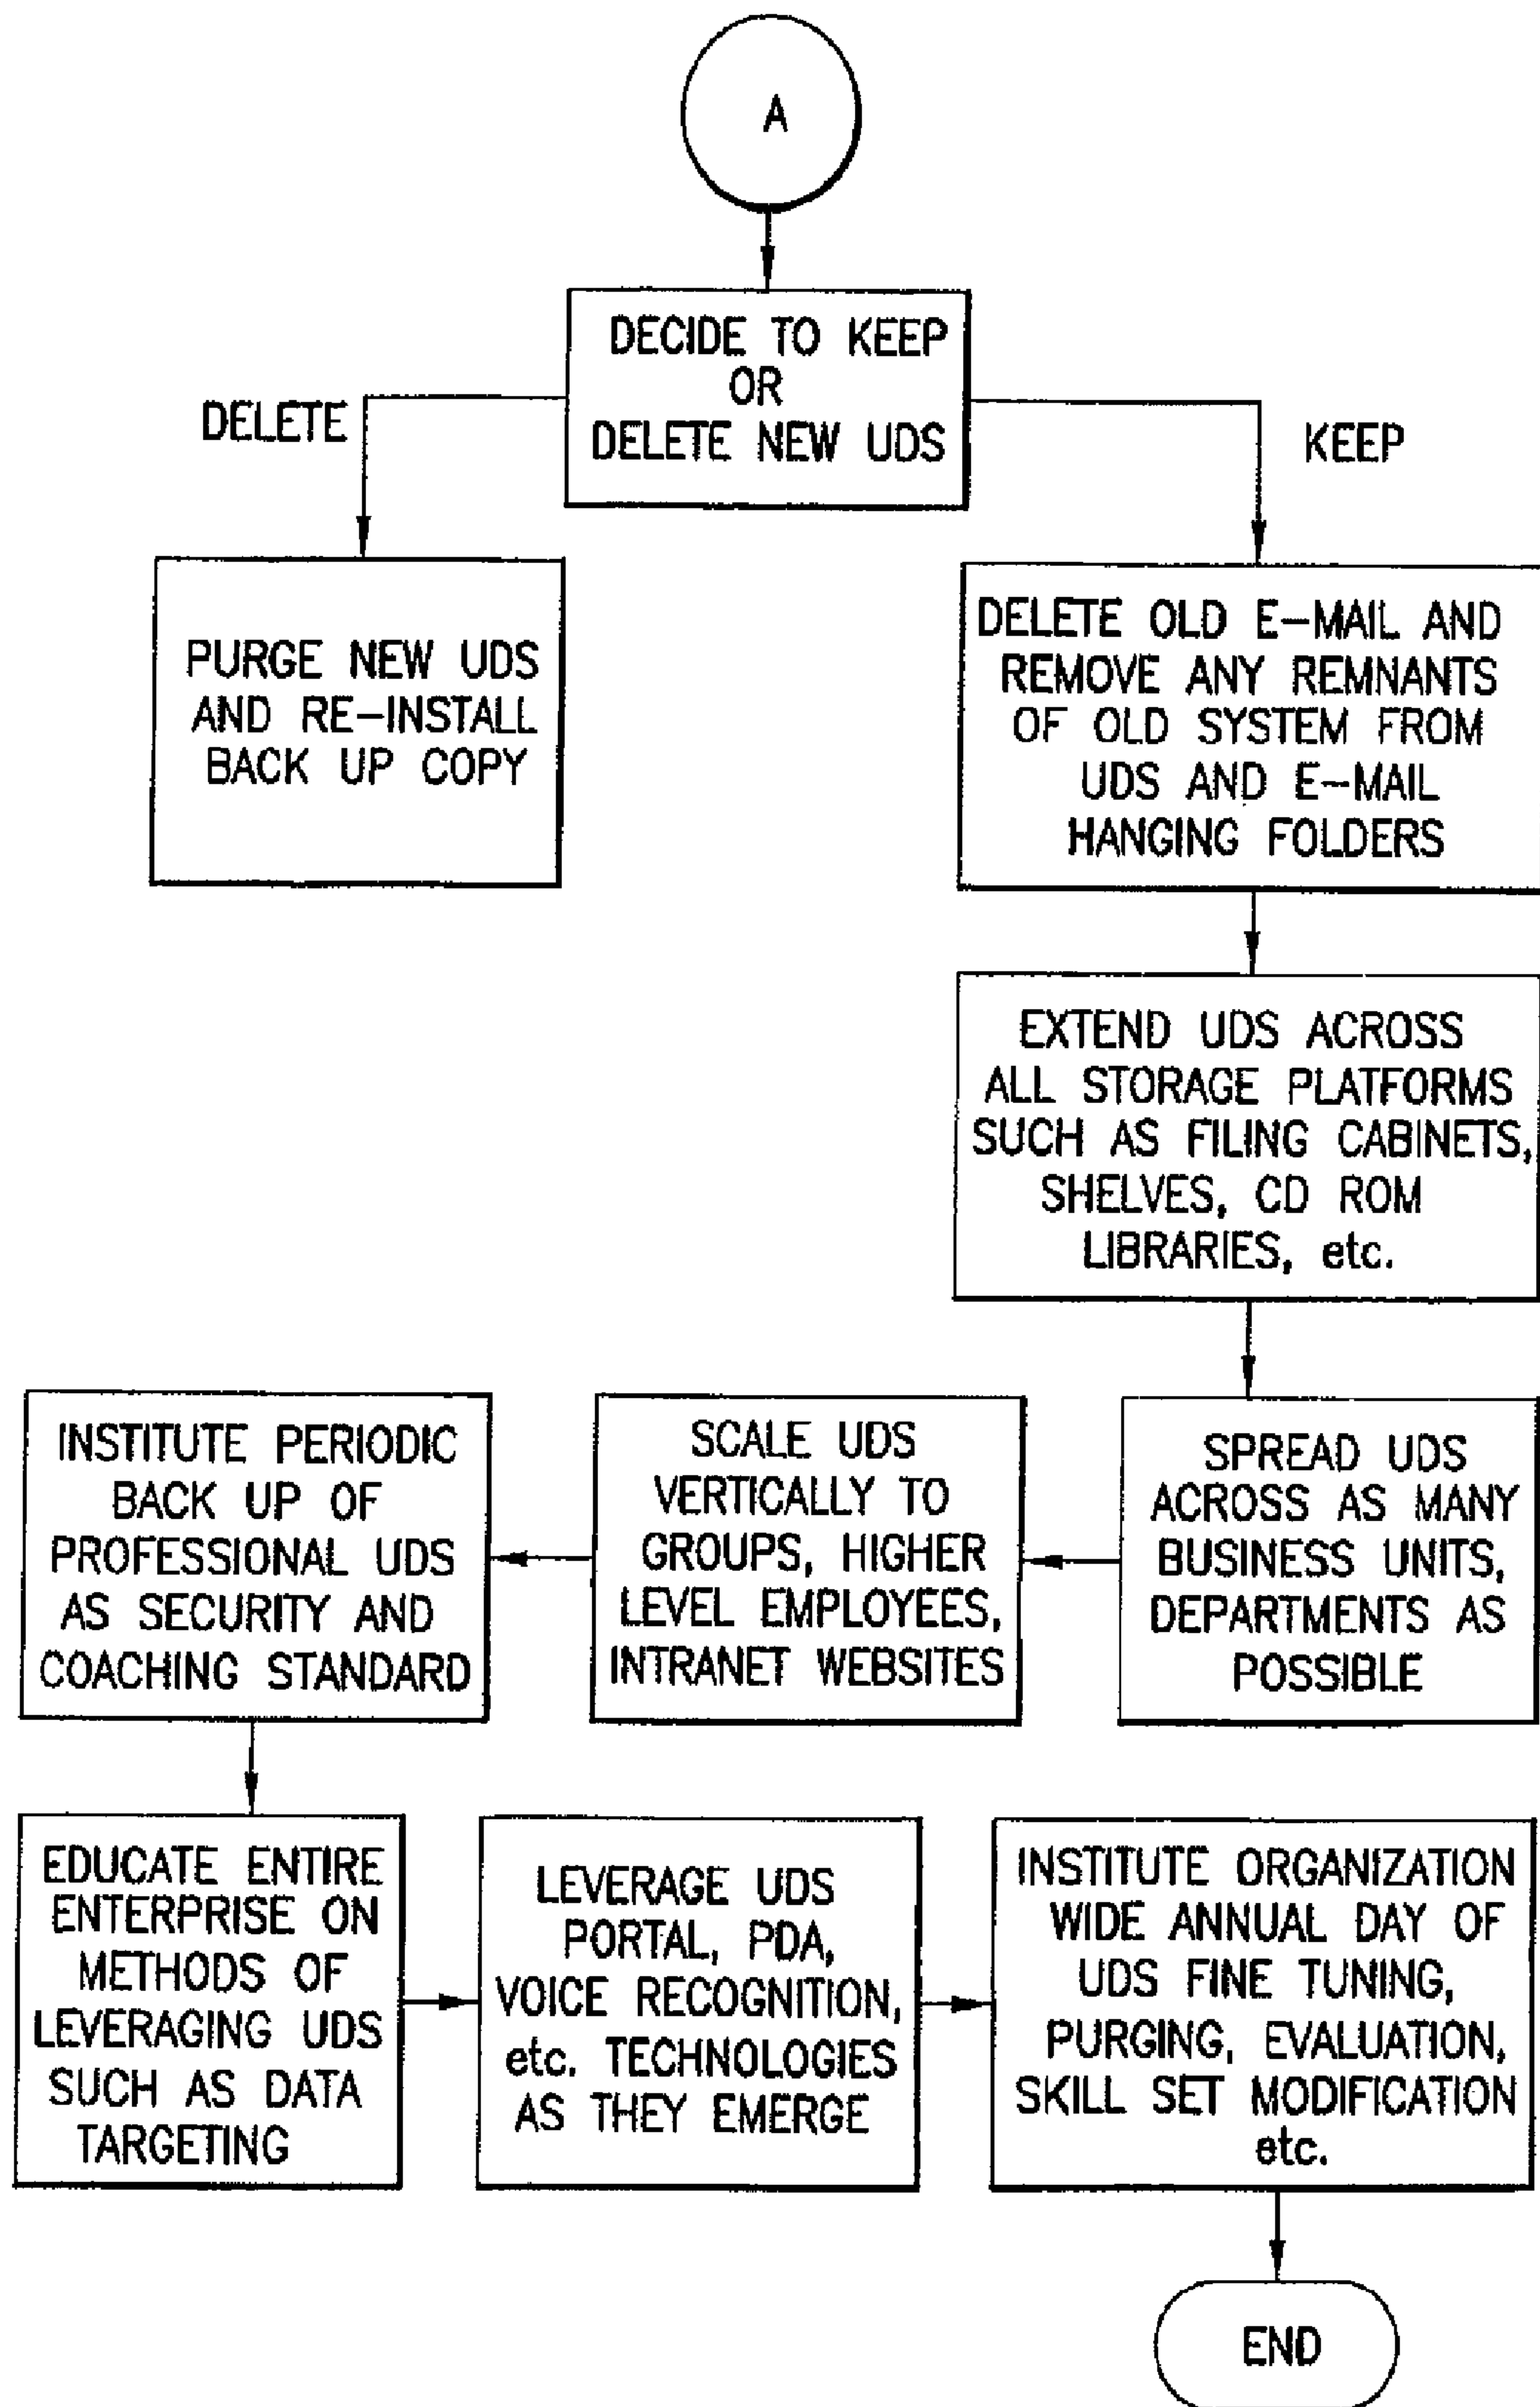 A
DECIDE TO KEEP
OR
DELETE NEW UDS
DELETE
KEEP
PURGE NEW UDS
AND RE-INSTALL
BACK UP COPY
DELETE OLD E-MAIL AND
REMOVE ANY REMNANTS
OF OLD SYSTEM FROM
UDS AND E-MAIL
HANGING FOLDERS
EXTEND UDS ACROSS
ALL STORAGE PLATFORMS
SUCH AS FILING CABINETS,
SHELVES, CD ROM
LIBRARIES, etc.
SPREAD UDS
ACROSS AS MANY
BUSINESS UNITS,
DEPARTMENTS AS
POSSIBLE
SCALE UDS
VERTICALLY TO
GROUPS, HIGHER
LEVEL EMPLOYEES,
INTRANET WEBSITES
INSTITUTE PERIODIC
BACK UP OF
PROFESSIONAL UDS
AS SECURITY AND
COACHING STANDARD
EDUCATE ENTIRE
ENTERPRISE ON
METHODS OF
LEVERAGING UDS
SUCH AS DATA
TARGETING
LEVERAGE UDS
PORTAL, PDA,
VOICE RECOGNITION,
etc. TECHNOLOGIES
AS THEY EMERGE
INSTITUTE ORGANIZATION
WIDE ANNUAL DAY OF
UDS FINE TUNING,
PURGING, EVALUATION,
SKILL SET MODIFICATION
etc.
END